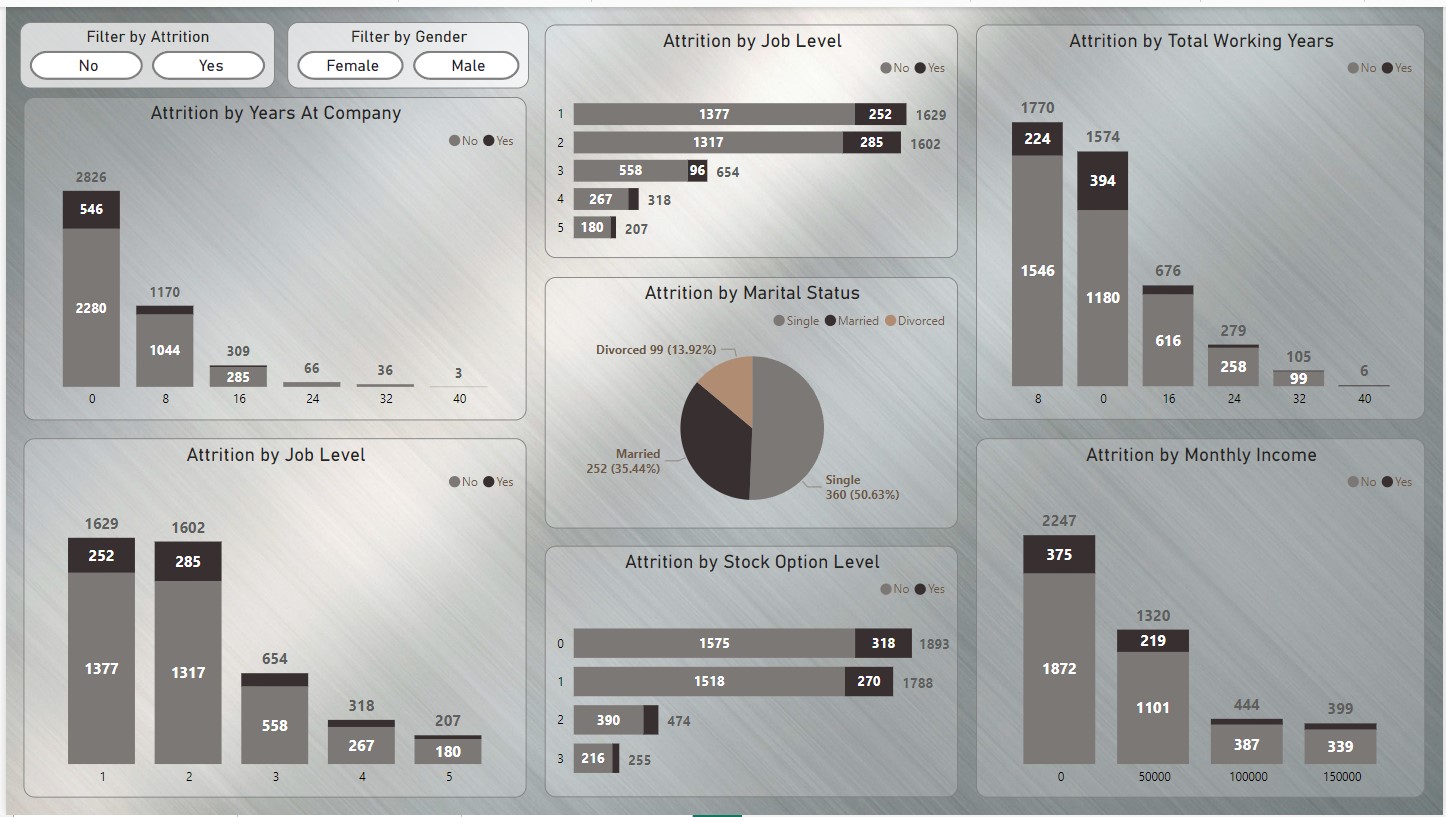 Filter by Attrition
No
Yes
Filter by Gender
Female
Male
Attrition by Years At Company
No Yes
2826
546
2280
1170
1044
309
285
66
36
3
0 8 16 24 32 40
Attrition by Job Level
No Yes
1629
252
1377
1602
285
1317
654
558
318
267
207
180
1 2 3 4 5
Attrition by Job Level
No Yes
1 1377 252 1629
2 1317 285 1602
3 558 96 654
4 267 318
5 180 207
Attrition by Marital Status
Single Married Divorced
Divorced 99 (13.92%)
Married
252 (35.44%)
Single
360 (50.63%)
Attrition by Stock Option Level
No Yes
0 1575 318 1893
1 1518 270 1788
2 390 474
3 216 255
Attrition by Total Working Years
No Yes
1770
224
1546
1574
394
1180
676
616
279
258
105
99
6
8 0 16 24 32 40
Attrition by Monthly Income
No Yes
2247
375
1872
1320
219
1101
444
387
399
339
0 50000 100000 150000